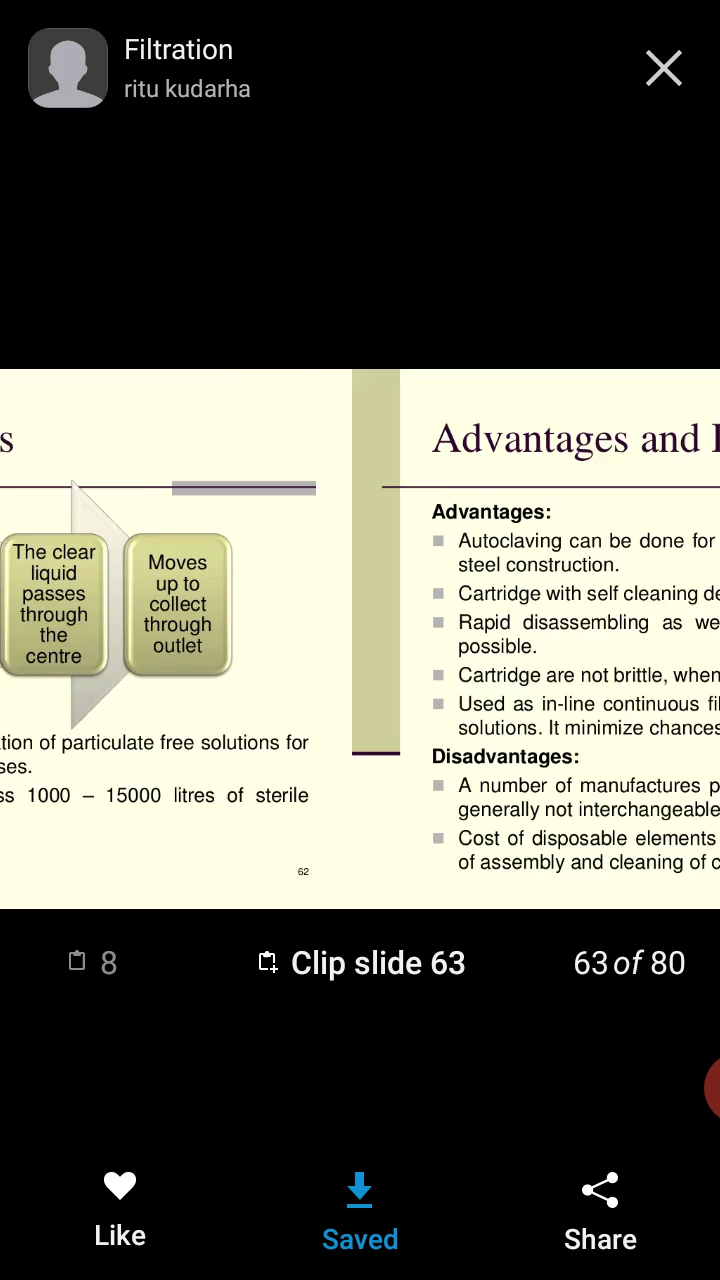 Filtration
ritu kudarha
s
The clear
liquid
passes
through
the
centre
Moves
up to
collect
through
outlet
tion of particulate free solutions for
ses.
ss 1000 – 15000 litres of sterile
62
Advantages and
Advantages:
Autoclaving can be done for
steel construction.
Cartridge with self cleaning de
Rapid disassembling as we
possible.
Cartridge are not brittle, when
Used as in-line continuous fil
solutions. It minimize chances
Disadvantages:
A number of manufactures p
generally not interchangeable
Cost of disposable elements
of assembly and cleaning of c
8
Clip slide 63
63 of 80
Like
Saved
Share